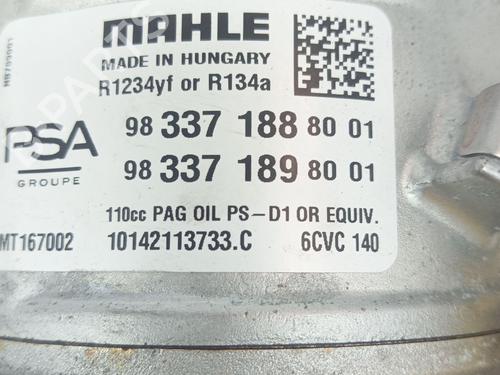 MAHLE
MADE IN HUNGARY
R1234yf or R134a
PSA
GROUPE
98 337 188 80 01
98 337 189 80 01
110cc PAG OIL PS-D1 OR EQUIV.
MT167002 10142113733.C 6CVC 140